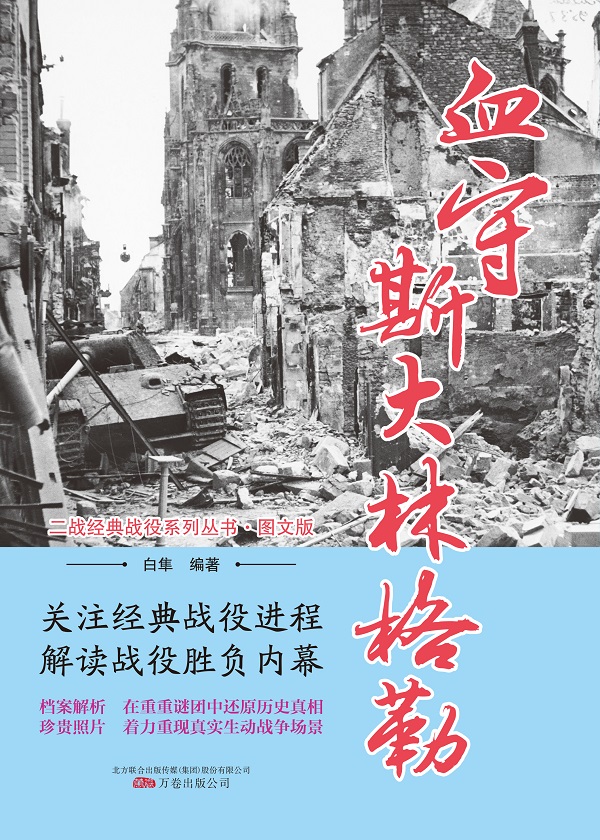 血守斯大林格勒
二战经典战役系列丛书·图文版
白隼 编著
关注经典战役进程
解读战役胜负内幕
档案解析 在重重谜团中还原历史真相
珍贵照片 着力重现真实生动战争场景
北方联合出版传媒(集团)股份有限公司
万卷出版公司